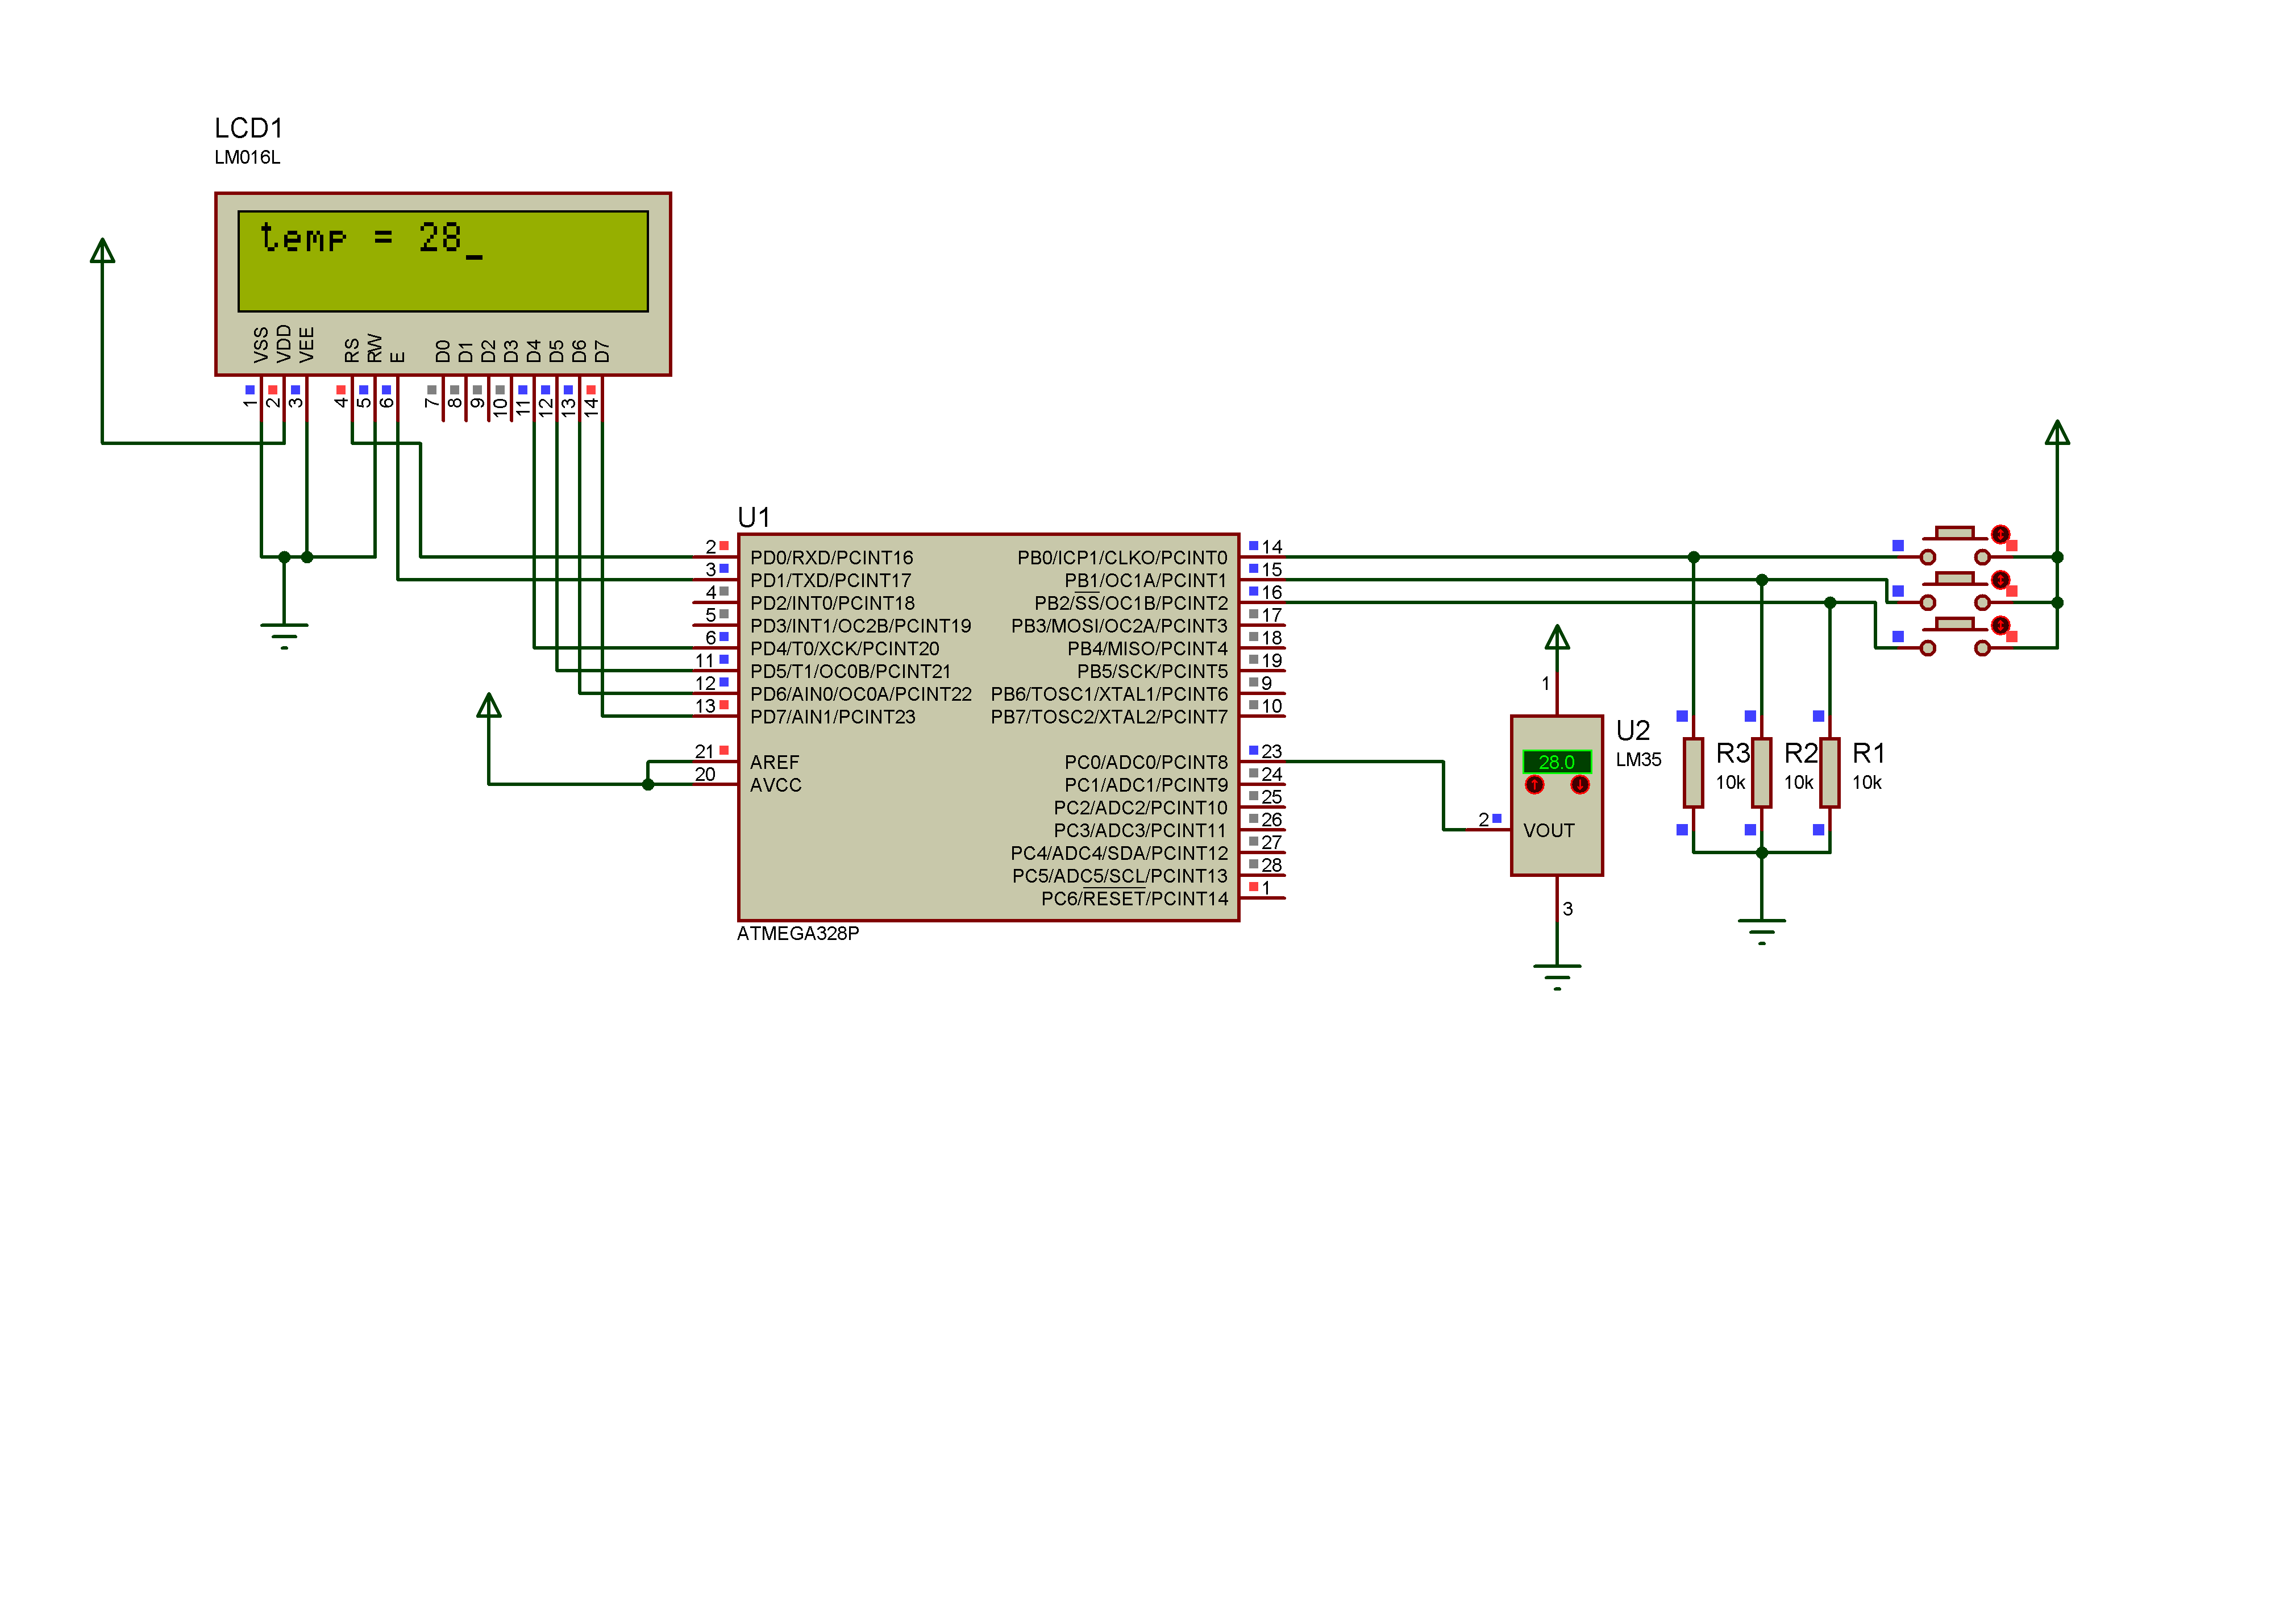 LCD1
LM016L
temp = 28_
VSS
VDD
VEE
RS
RW
E
D0
D1
D2
D3
D4
D5
D6
D7
1
2
3
4
5
6
7
8
9
10
11
12
13
14
U1
2 PD0/RXD/PCINT16 PB0/ICP1/CLKO/PCINT0 14
3 PD1/TXD/PCINT17 PB1/OC1A/PCINT1 15
4 PD2/INT0/PCINT18 PB2/SS/OC1B/PCINT2 16
5 PD3/INT1/OC2B/PCINT19 PB3/MOSI/OC2A/PCINT3 17
6 PD4/T0/XCK/PCINT20 PB4/MISO/PCINT4 18
11 PD5/T1/OC0B/PCINT21 PB5/SCK/PCINT5 19
12 PD6/AIN0/OC0A/PCINT22 PB6/TOSC1/XTAL1/PCINT6 9
13 PD7/AIN1/PCINT23 PB7/TOSC2/XTAL2/PCINT7 10
21 AREF PC0/ADC0/PCINT8 23
20 AVCC PC1/ADC1/PCINT9 24
PC2/ADC2/PCINT10 25
PC3/ADC3/PCINT11 26
PC4/ADC4/SDA/PCINT12 27
PC5/ADC5/SCL/PCINT13 28
PC6/RESET/PCINT14 1
ATMEGA328P
1
U2
LM35
28.0
2 VOUT
3
R3
10k
R2
10k
R1
10k